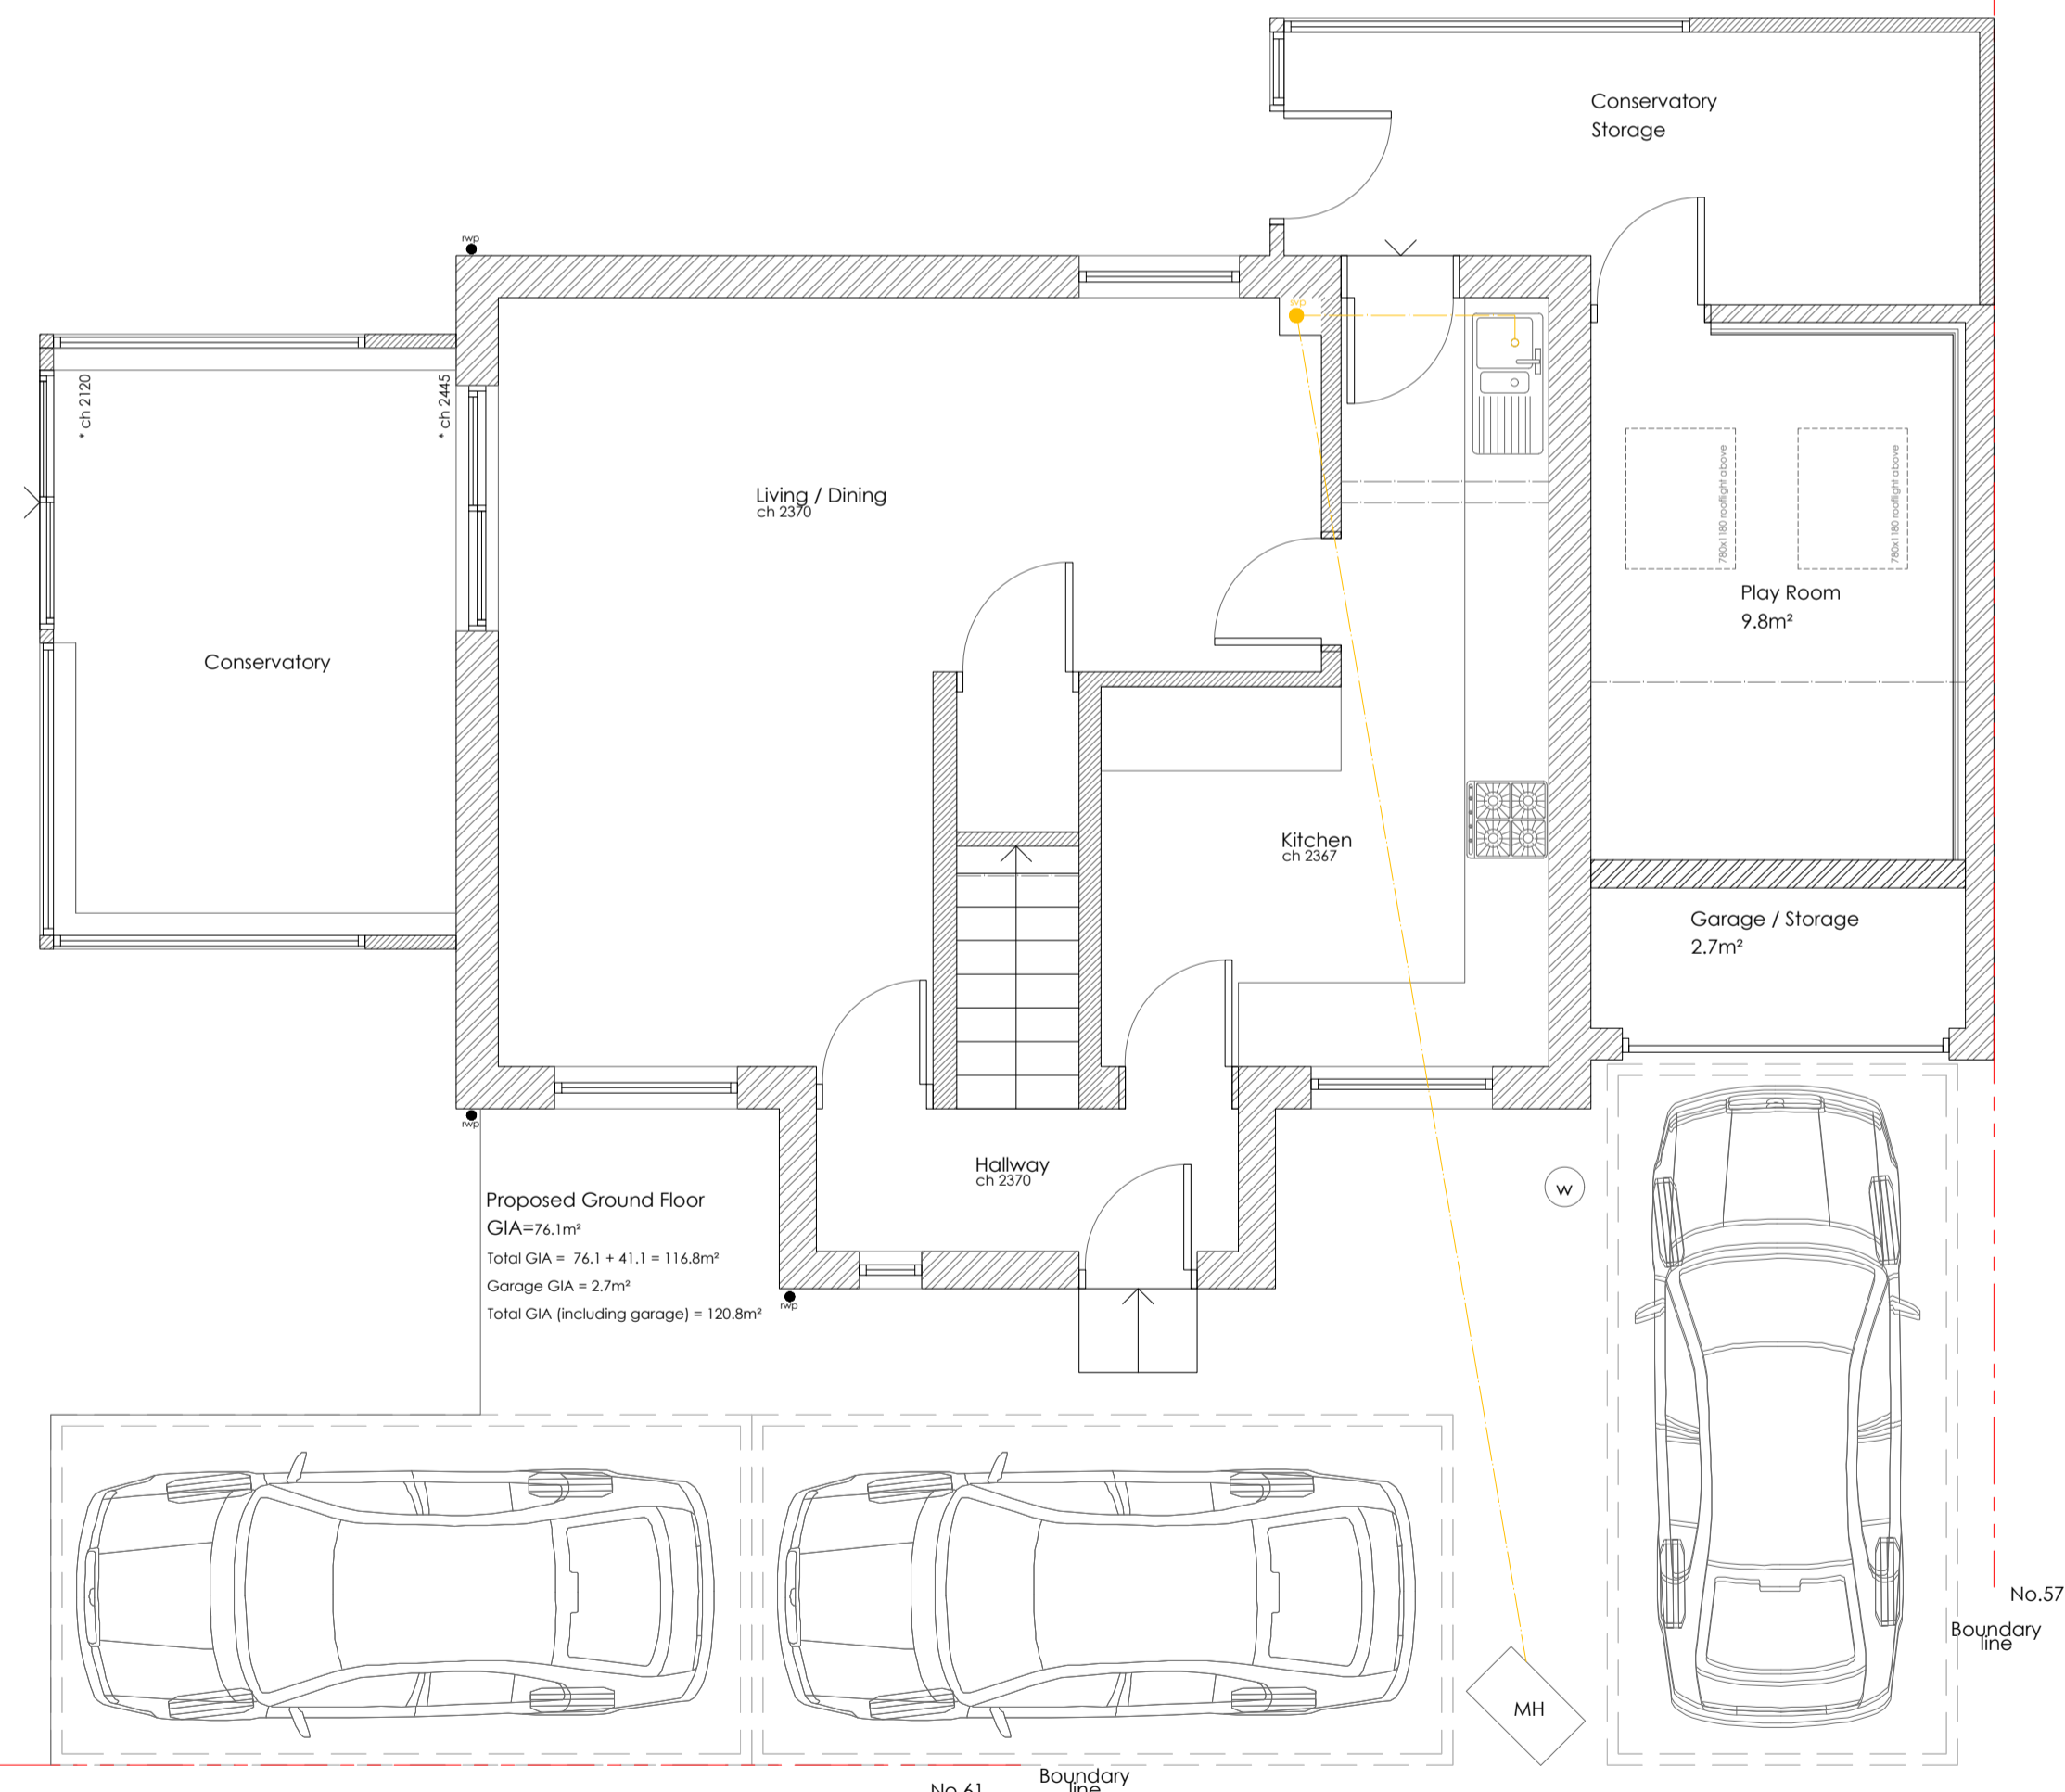 Conservatory
Storage
rwp
svp
* ch 2120
* ch 2445
Living / Dining
ch 2370
780x1180 rooflight above
780x1180 rooflight above
Play Room
9.8m²
Conservatory
Kitchen
ch 2367
Garage / Storage
2.7m²
rwp
Hallway
ch 2370
w
Proposed Ground Floor
GIA=76.1m²
Total GIA = 76.1 + 41.1 = 116.8m²
Garage GIA = 2.7m²
Total GIA (including garage) = 120.8m²
rwp
No.57
Boundary
line
MH
Boundary
line
No.61